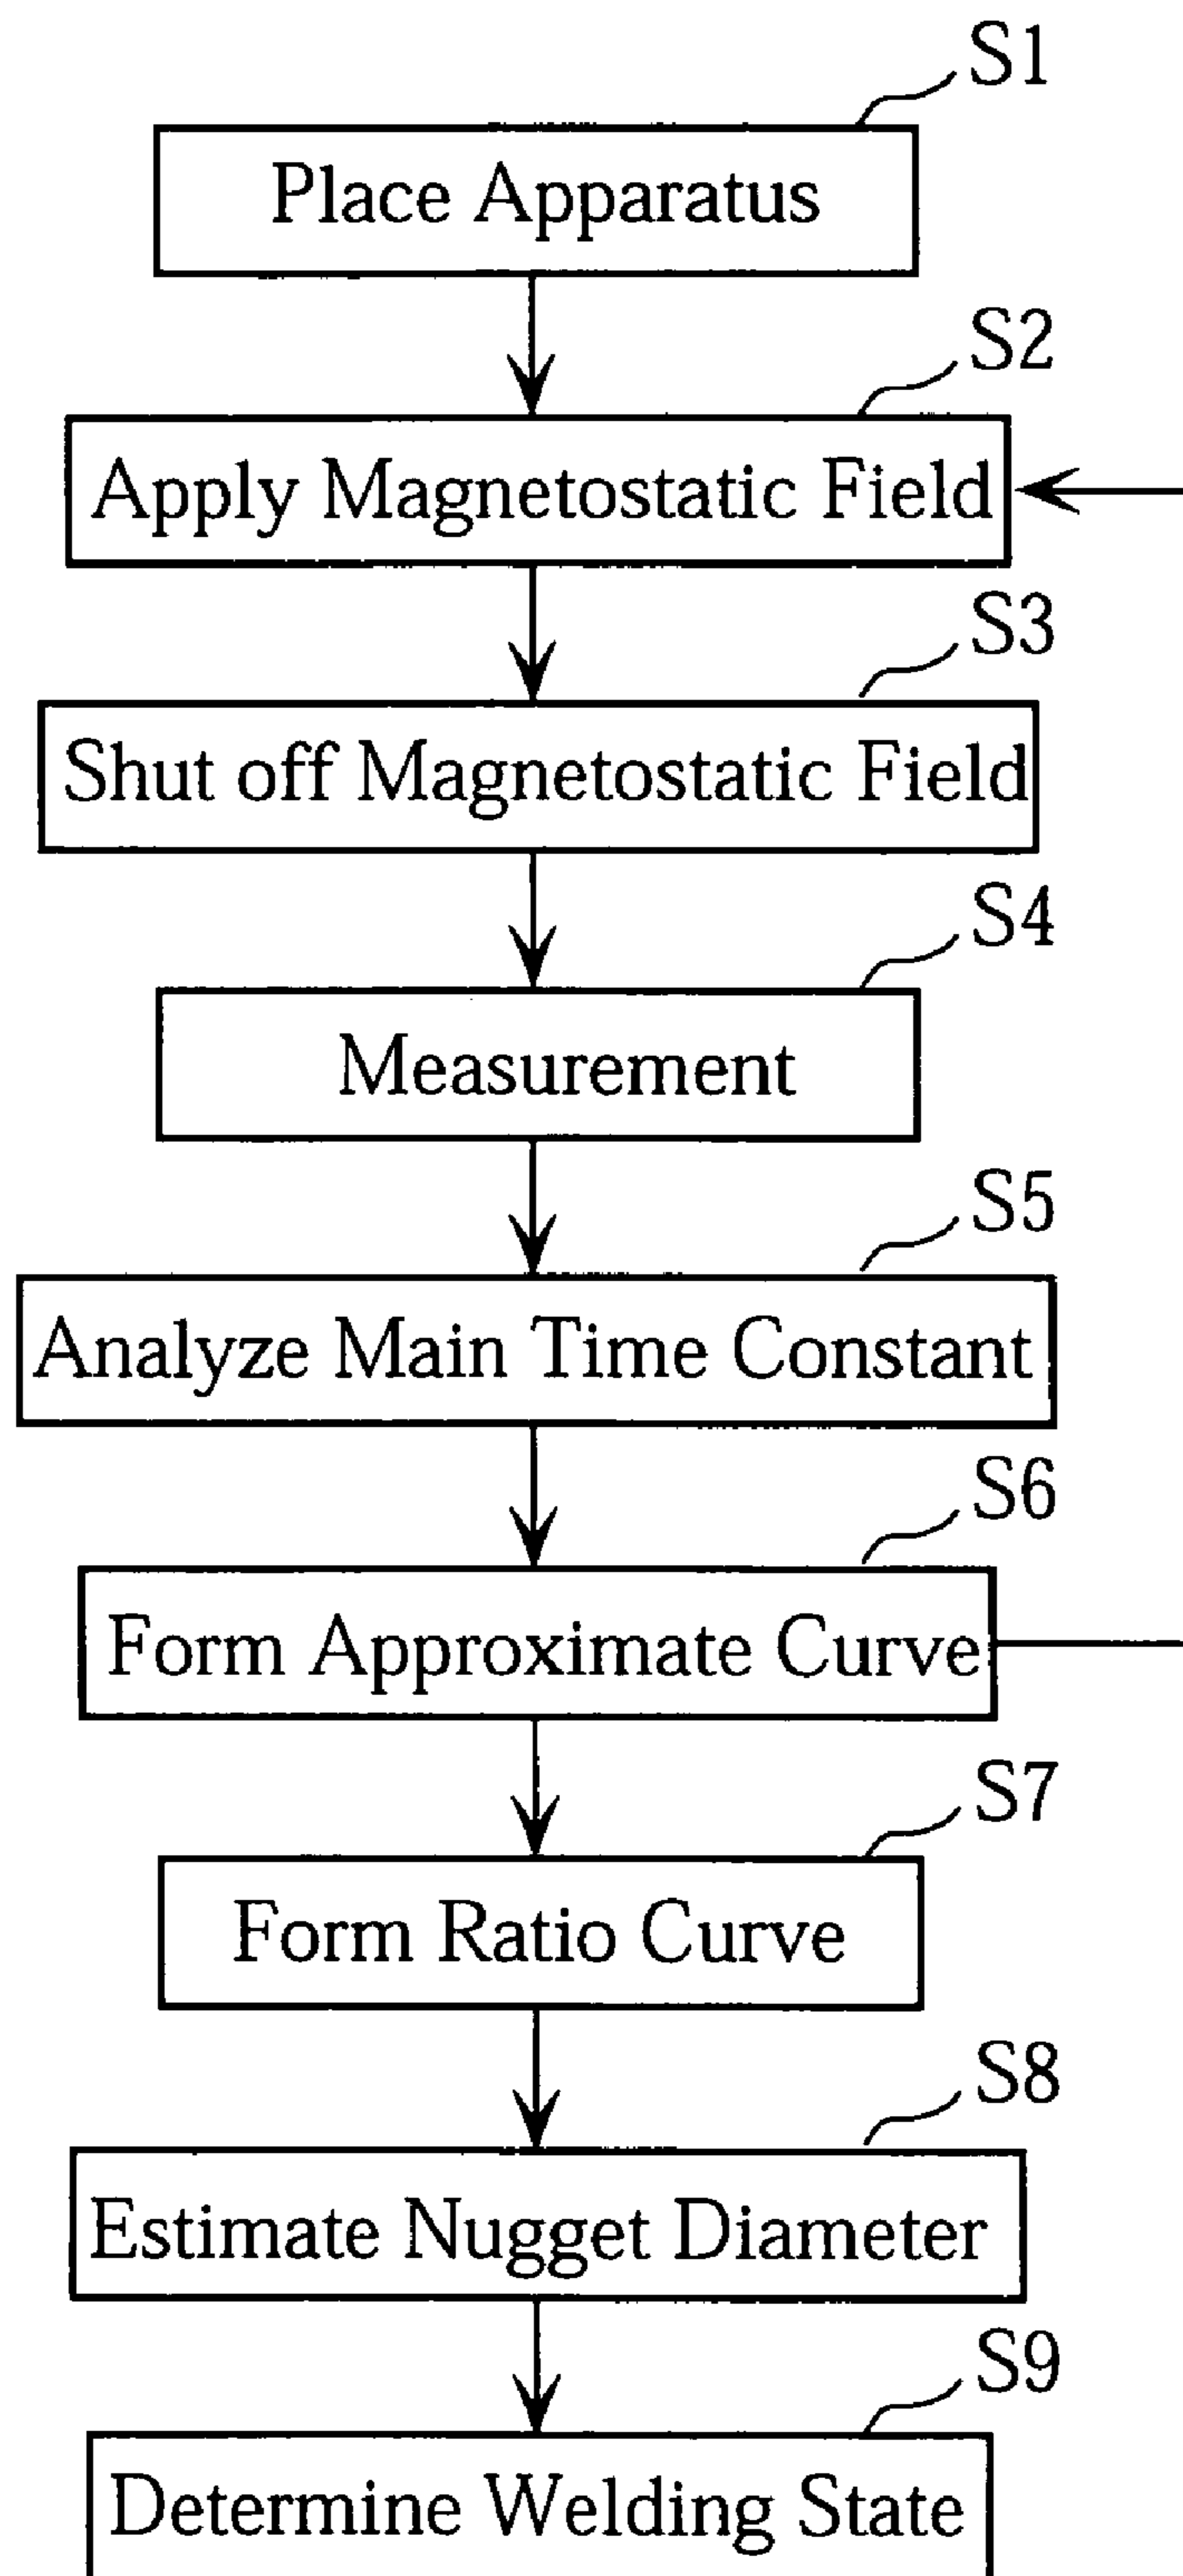 S1
Place Apparatus
S2
Apply Magnetostatic Field
S3
Shut off Magnetostatic Field
S4
Measurement
S5
Analyze Main Time Constant
S6
Form Approximate Curve
S7
Form Ratio Curve
S8
Estimate Nugget Diameter
S9
Determine Welding State